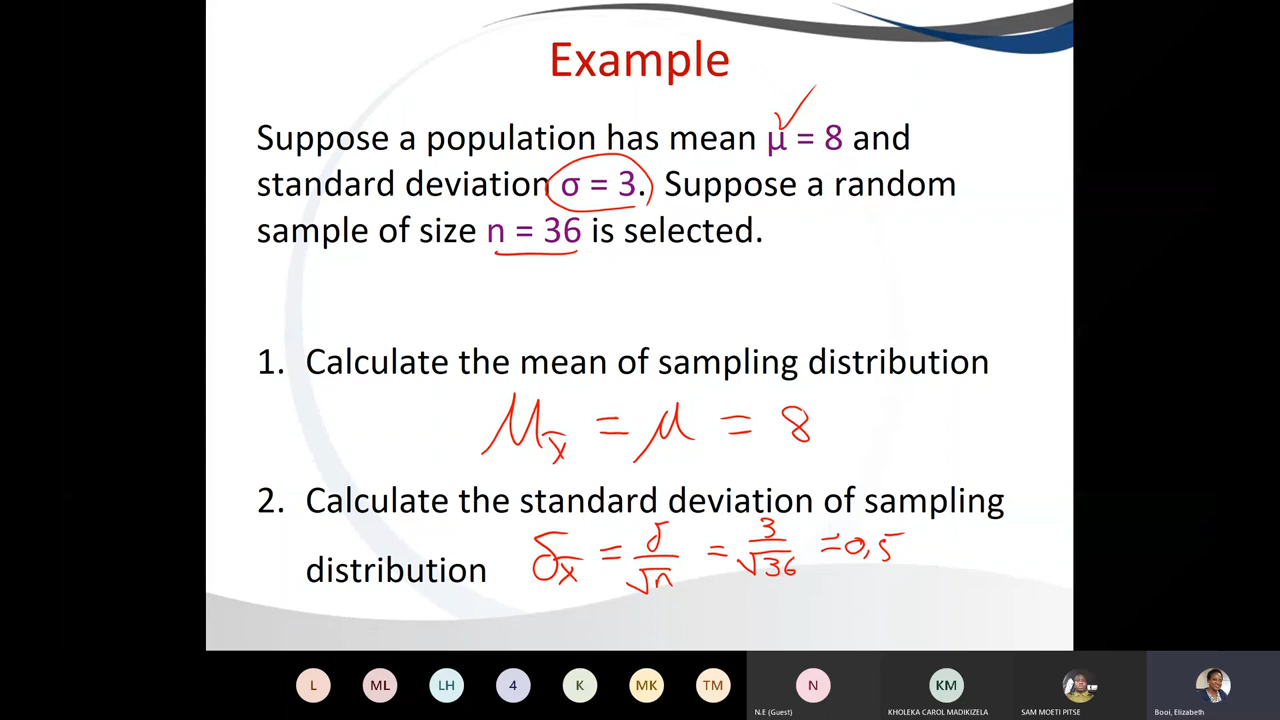 Example
Suppose a population has mean μ = 8 and
standard deviation σ = 3. Suppose a random
sample of size n = 36 is selected.
1. Calculate the mean of sampling distribution
μx̄ = μ = 8
2. Calculate the standard deviation of sampling
distribution δx̄ = δ/√n = 3/√36 = 0,5
L ML LH 4 K MK TM N KM
N.E (Guest) KHOLEKA CAROL MADIKIZELA SAM MOETI PITSE Booi, Elizabeth